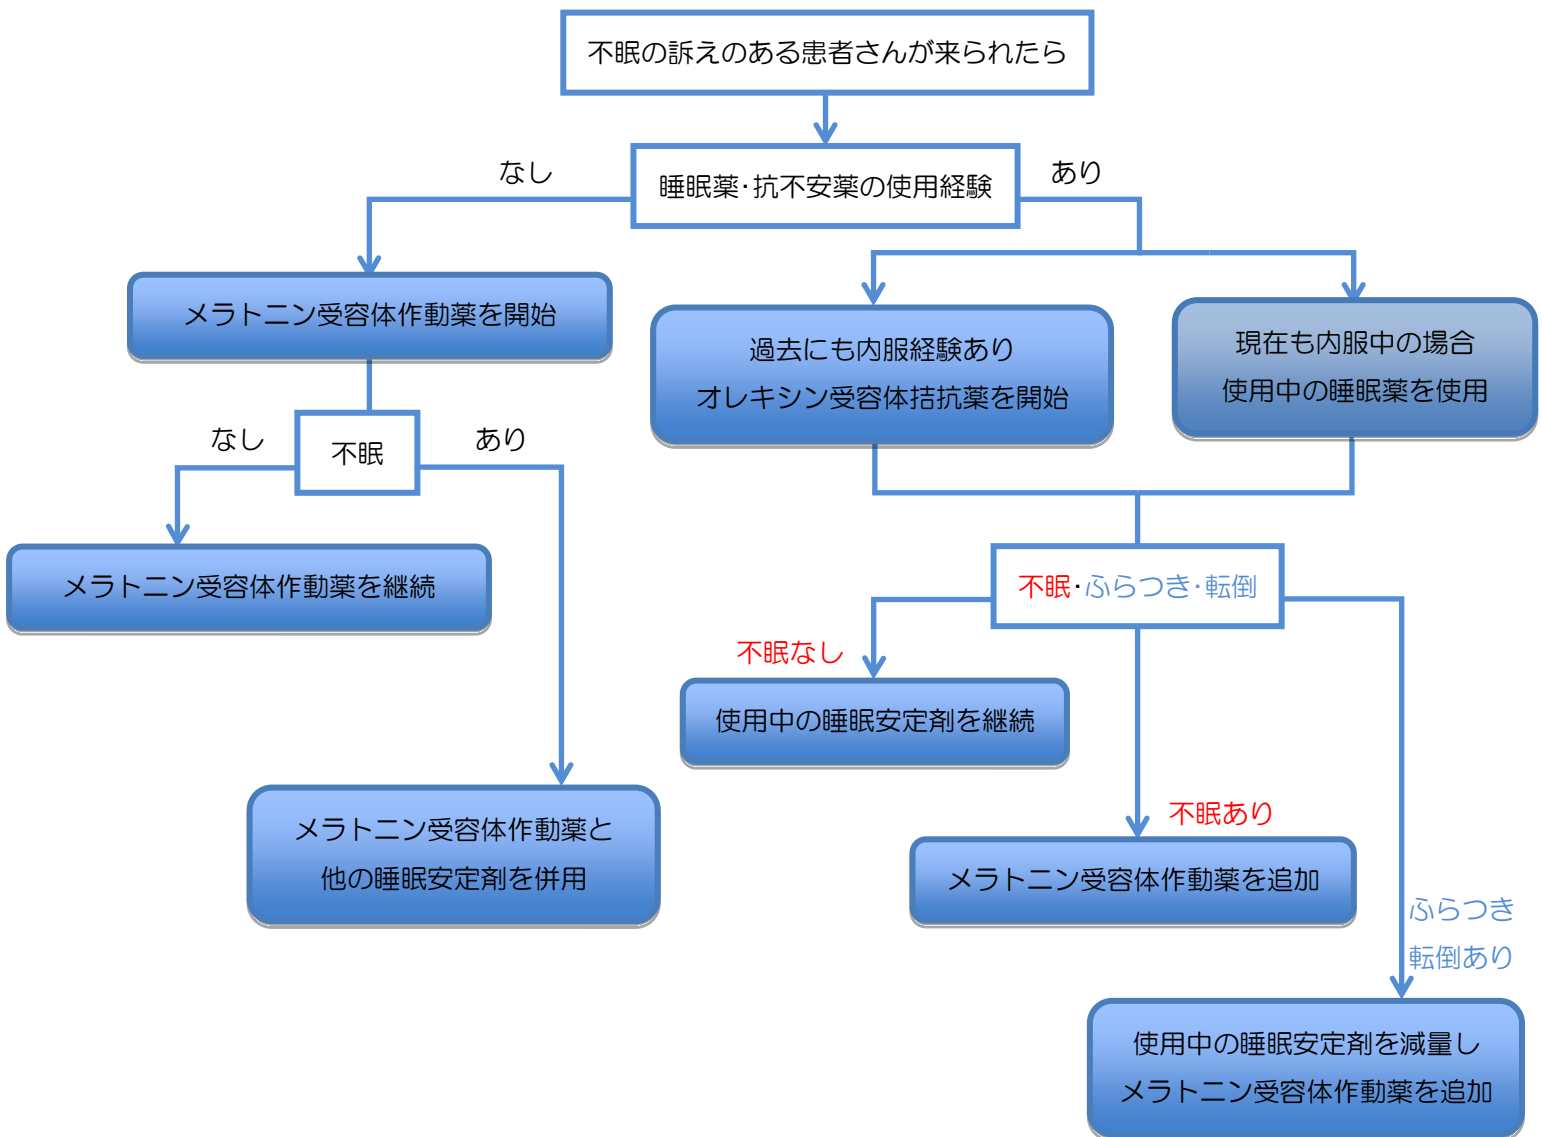 不眠の訴えのある患者さんが来られたら
なし
睡眠薬・抗不安薬の使用経験
あり
メラトニン受容体作動薬を開始
過去にも内服経験あり
オレキシン受容体拮抗薬を開始
現在も内服中の場合
使用中の睡眠薬を使用
なし
不眠
あり
メラトニン受容体作動薬を継続
不眠・ふらつき・転倒
不眠なし
使用中の睡眠安定剤を継続
メラトニン受容体作動薬と
他の睡眠安定剤を併用
不眠あり
メラトニン受容体作動薬を追加
ふらつき
転倒あり
使用中の睡眠安定剤を減量し
メラトニン受容体作動薬を追加